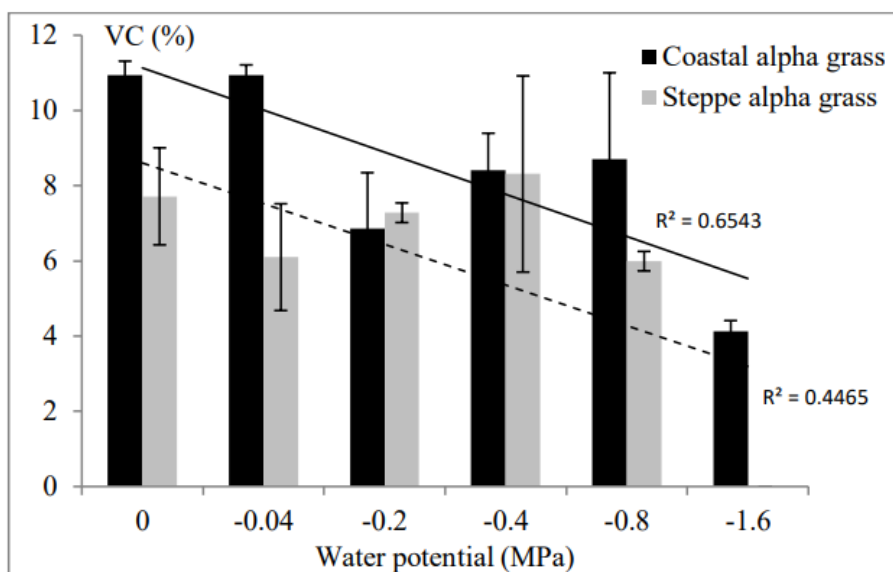 VC (%)
12
10
8
6
4
2
0
Coastal alpha grass
Steppe alpha grass
R² = 0.6543
R² = 0.4465
0 -0.04 -0.2 -0.4 -0.8 -1.6
Water potential (MPa)